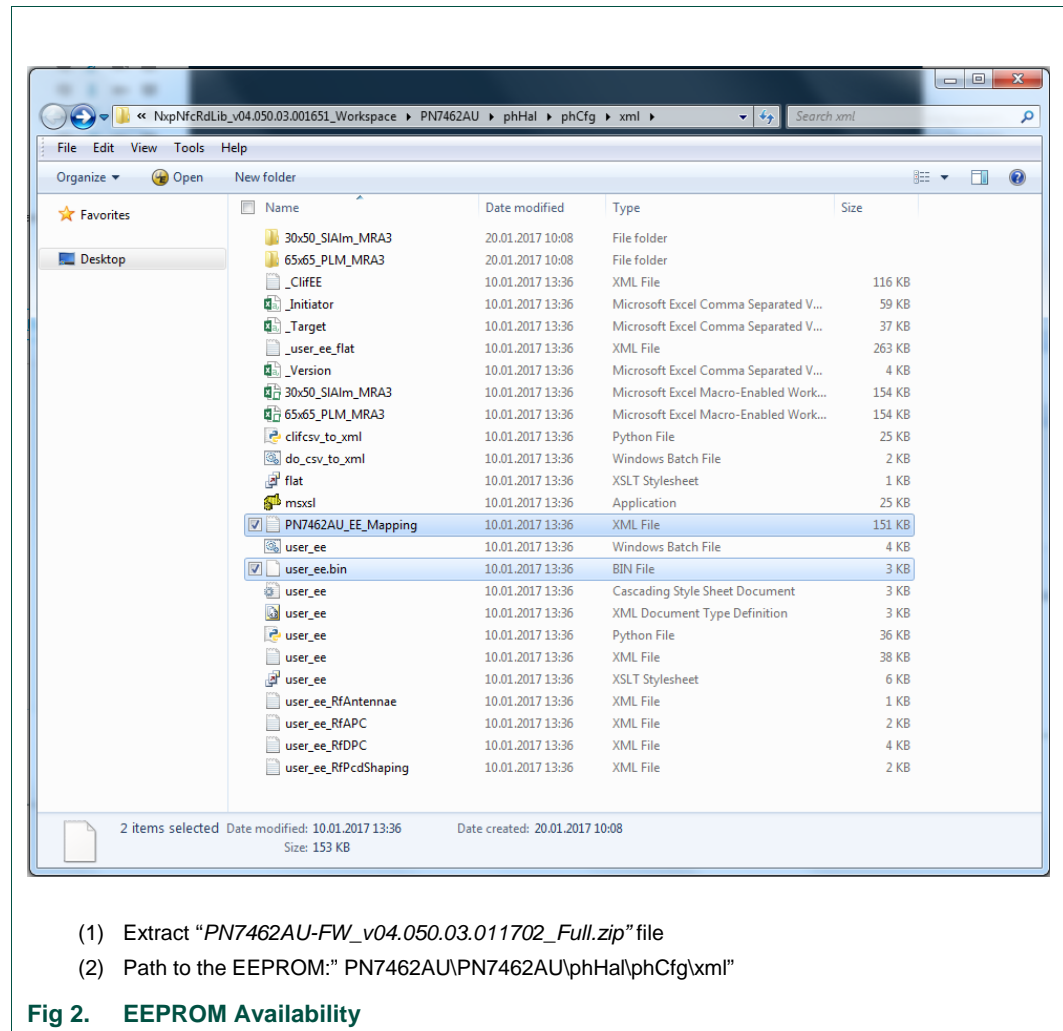 « NxpNfcRdLib_v04.050.03.001651_Workspace ▸ PN7462AU ▸ phHal ▸ phCfg ▸ xml ▸ Search xml
File Edit View Tools Help
Organize ▾ Open New folder
Name Date modified Type Size
Favorites
Desktop
30x50_SIAlm_MRA3 20.01.2017 10:08 File folder
65x65_PLM_MRA3 20.01.2017 10:08 File folder
_ClifEE 10.01.2017 13:36 XML File 116 KB
_Initiator 10.01.2017 13:36 Microsoft Excel Comma Separated V... 59 KB
_Target 10.01.2017 13:36 Microsoft Excel Comma Separated V... 37 KB
_user_ee_flat 10.01.2017 13:36 XML File 263 KB
_Version 10.01.2017 13:36 Microsoft Excel Comma Separated V... 4 KB
30x50_SIAlm_MRA3 10.01.2017 13:36 Microsoft Excel Macro-Enabled Work... 154 KB
65x65_PLM_MRA3 10.01.2017 13:36 Microsoft Excel Macro-Enabled Work... 154 KB
clifcsv_to_xml 10.01.2017 13:36 Python File 25 KB
do_csv_to_xml 10.01.2017 13:36 Windows Batch File 2 KB
flat 10.01.2017 13:36 XSLT Stylesheet 1 KB
msxsl 10.01.2017 13:36 Application 25 KB
PN7462AU_EE_Mapping 10.01.2017 13:36 XML File 151 KB
user_ee 10.01.2017 13:36 Windows Batch File 4 KB
user_ee.bin 10.01.2017 13:36 BIN File 3 KB
user_ee 10.01.2017 13:36 Cascading Style Sheet Document 3 KB
user_ee 10.01.2017 13:36 XML Document Type Definition 3 KB
user_ee 10.01.2017 13:36 Python File 36 KB
user_ee 10.01.2017 13:36 XML File 38 KB
user_ee 10.01.2017 13:36 XSLT Stylesheet 6 KB
user_ee_RfAntennae 10.01.2017 13:36 XML File 1 KB
user_ee_RfAPC 10.01.2017 13:36 XML File 2 KB
user_ee_RfDPC 10.01.2017 13:36 XML File 4 KB
user_ee_RfPcdShaping 10.01.2017 13:36 XML File 2 KB
2 items selected Date modified: 10.01.2017 13:36 Date created: 20.01.2017 10:08
Size: 153 KB
(1) Extract “PN7462AU-FW_v04.050.03.011702_Full.zip” file
(2) Path to the EEPROM:” PN7462AU\PN7462AU\phHal\phCfg\xml”
Fig 2. EEPROM Availability